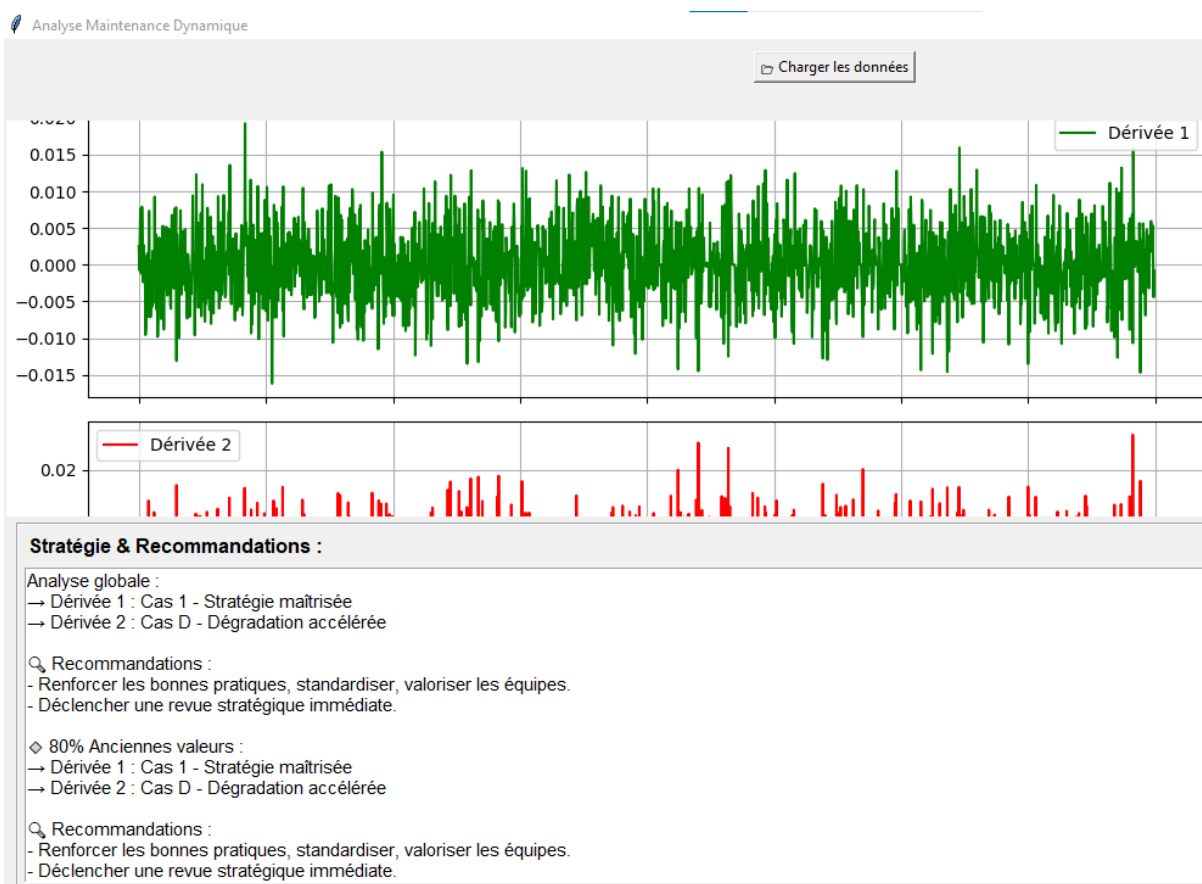 Analyse Maintenance Dynamique
Charger les données
0.020
Dérivée 1
0.015
0.010
0.005
0.000
−0.005
−0.010
−0.015
Dérivée 2
0.02
Stratégie & Recommandations :
Analyse globale :
→ Dérivée 1 : Cas 1 - Stratégie maîtrisée
→ Dérivée 2 : Cas D - Dégradation accélérée
Recommandations :
- Renforcer les bonnes pratiques, standardiser, valoriser les équipes.
- Déclencher une revue stratégique immédiate.
80% Anciennes valeurs :
→ Dérivée 1 : Cas 1 - Stratégie maîtrisée
→ Dérivée 2 : Cas D - Dégradation accélérée
Recommandations :
- Renforcer les bonnes pratiques, standardiser, valoriser les équipes.
- Déclencher une revue stratégique immédiate.